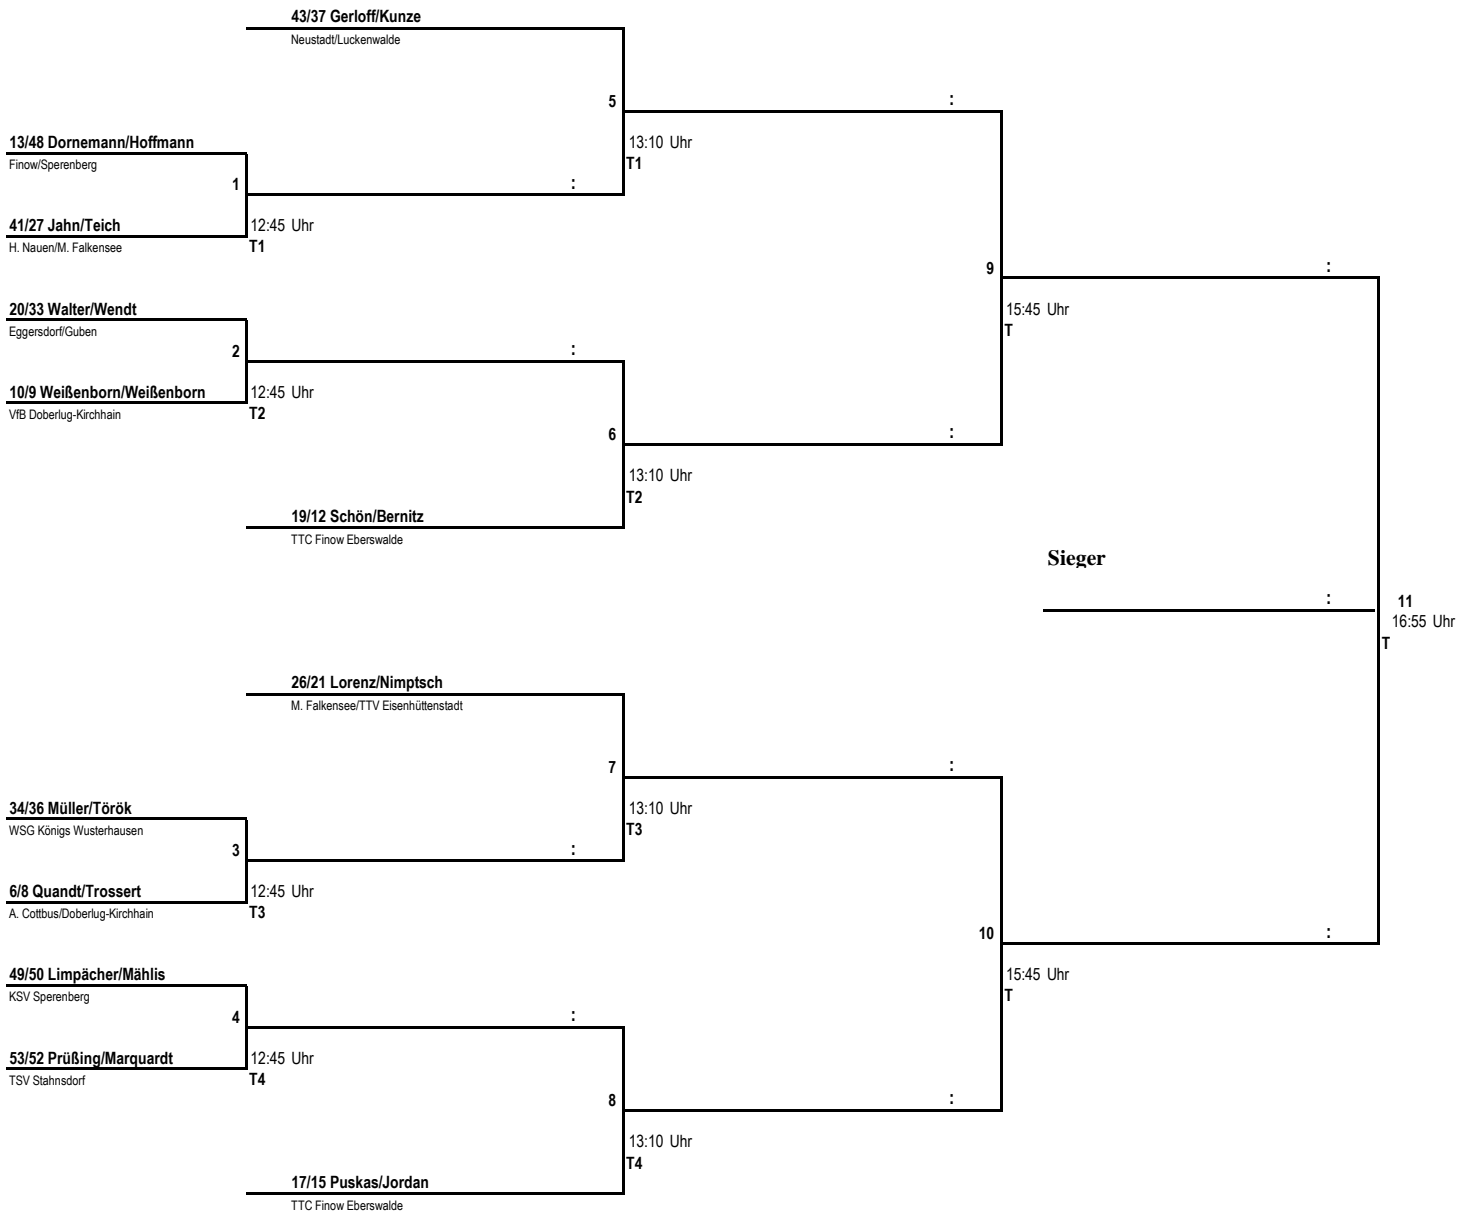 43/37 Gerloff/Kunze
Neustadt/Luckenwalde
5
:
13/48 Dornemann/Hoffmann
13:10 Uhr
Finow/Sperenberg
T1
1
:
41/27 Jahn/Teich
12:45 Uhr
H. Nauen/M. Falkensee
T1
9
:
20/33 Walter/Wendt
15:45 Uhr
Eggersdorf/Guben
T
2
:
10/9 Weißenborn/Weißenborn
12:45 Uhr
VfB Doberlug-Kirchhain
T2
6
:
13:10 Uhr
T2
19/12 Schön/Bernitz
TTC Finow Eberswalde
Sieger
:
11
16:55 Uhr
T
26/21 Lorenz/Nimptsch
M. Falkensee/TTV Eisenhüttenstadt
7
:
34/36 Müller/Török
13:10 Uhr
WSG Königs Wusterhausen
T3
3
:
6/8 Quandt/Trossert
12:45 Uhr
A. Cottbus/Doberlug-Kirchhain
T3
10
:
49/50 Limpächer/Mählis
15:45 Uhr
KSV Sperenberg
T
4
:
53/52 Prüßing/Marquardt
12:45 Uhr
TSV Stahnsdorf
T4
8
:
13:10 Uhr
T4
17/15 Puskas/Jordan
TTC Finow Eberswalde